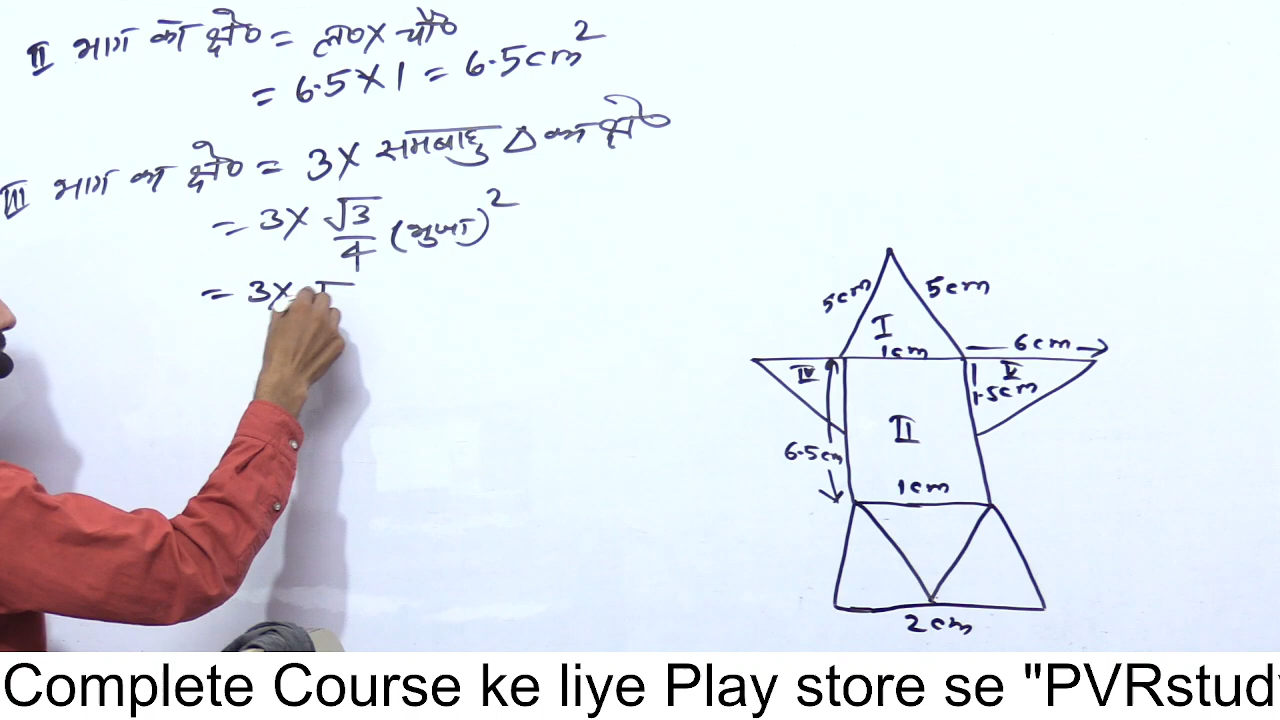 II भाग का क्षे० = ल० × चौ०
= 6.5 × 1 = 6.5 cm²
III भाग का क्षे० = 3 × समबाहु Δ का क्षे०
= 3 × √3/4 (भुजा)²
= 3 × √
5cm
5cm
I
1cm
6cm
IV
V
1.5cm
II
6.5cm
1cm
2cm
Complete Course ke liye Play store se "PVRstud